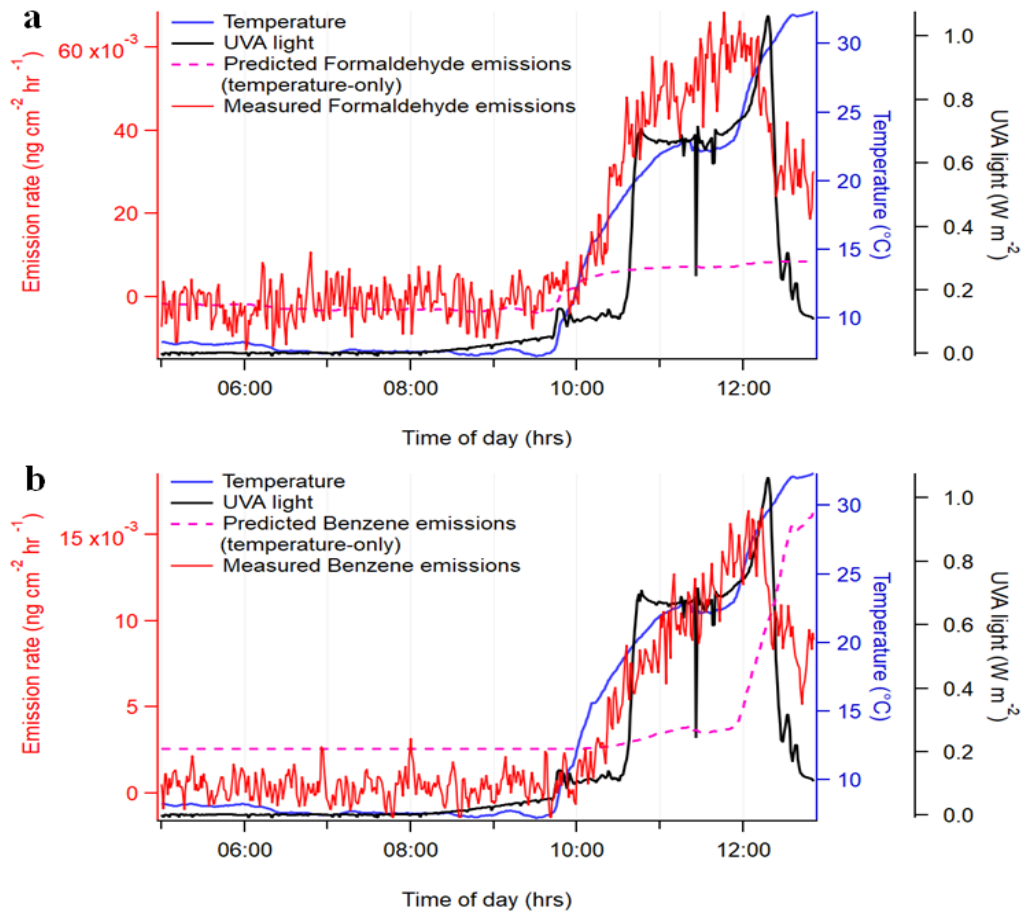 a
Temperature
UVA light
Predicted Formaldehyde emissions
(temperature-only)
Measured Formaldehyde emissions
Emission rate (ng cm-2 hr-1)
60 x10-3
40
20
0
30
25
20
15
10
Temperature (°C)
1.0
0.8
0.6
0.4
0.2
0.0
UVA light (W m-2)
06:00 08:00 10:00 12:00
Time of day (hrs)
b
Temperature
UVA light
Predicted Benzene emissions
(temperature-only)
Measured Benzene emissions
Emission rate (ng cm-2 hr-1)
15 x10-3
10
5
0
30
25
20
15
10
Temperature (°C)
1.0
0.8
0.6
0.4
0.2
0.0
UVA light (W m-2)
06:00 08:00 10:00 12:00
Time of day (hrs)